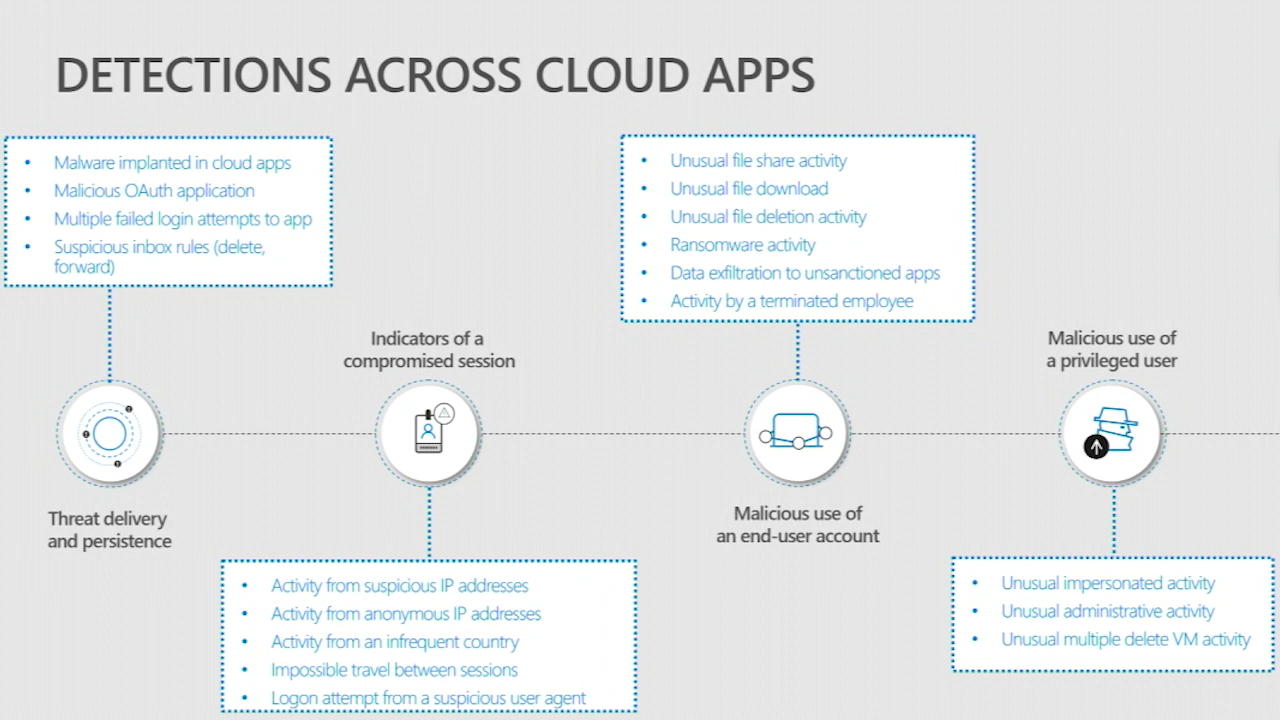 DETECTIONS ACROSS CLOUD APPS
• Malware implanted in cloud apps
• Malicious OAuth application
• Multiple failed login attempts to app
• Suspicious inbox rules (delete,
forward)
Threat delivery
and persistence
Indicators of a
compromised session
• Activity from suspicious IP addresses
• Activity from anonymous IP addresses
• Activity from an infrequent country
• Impossible travel between sessions
• Logon attempt from a suspicious user agent
• Unusual file share activity
• Unusual file download
• Unusual file deletion activity
• Ransomware activity
• Data exfiltration to unsanctioned apps
• Activity by a terminated employee
Malicious use of
an end-user account
Malicious use of
a privileged user
• Unusual impersonated activity
• Unusual administrative activity
• Unusual multiple delete VM activity